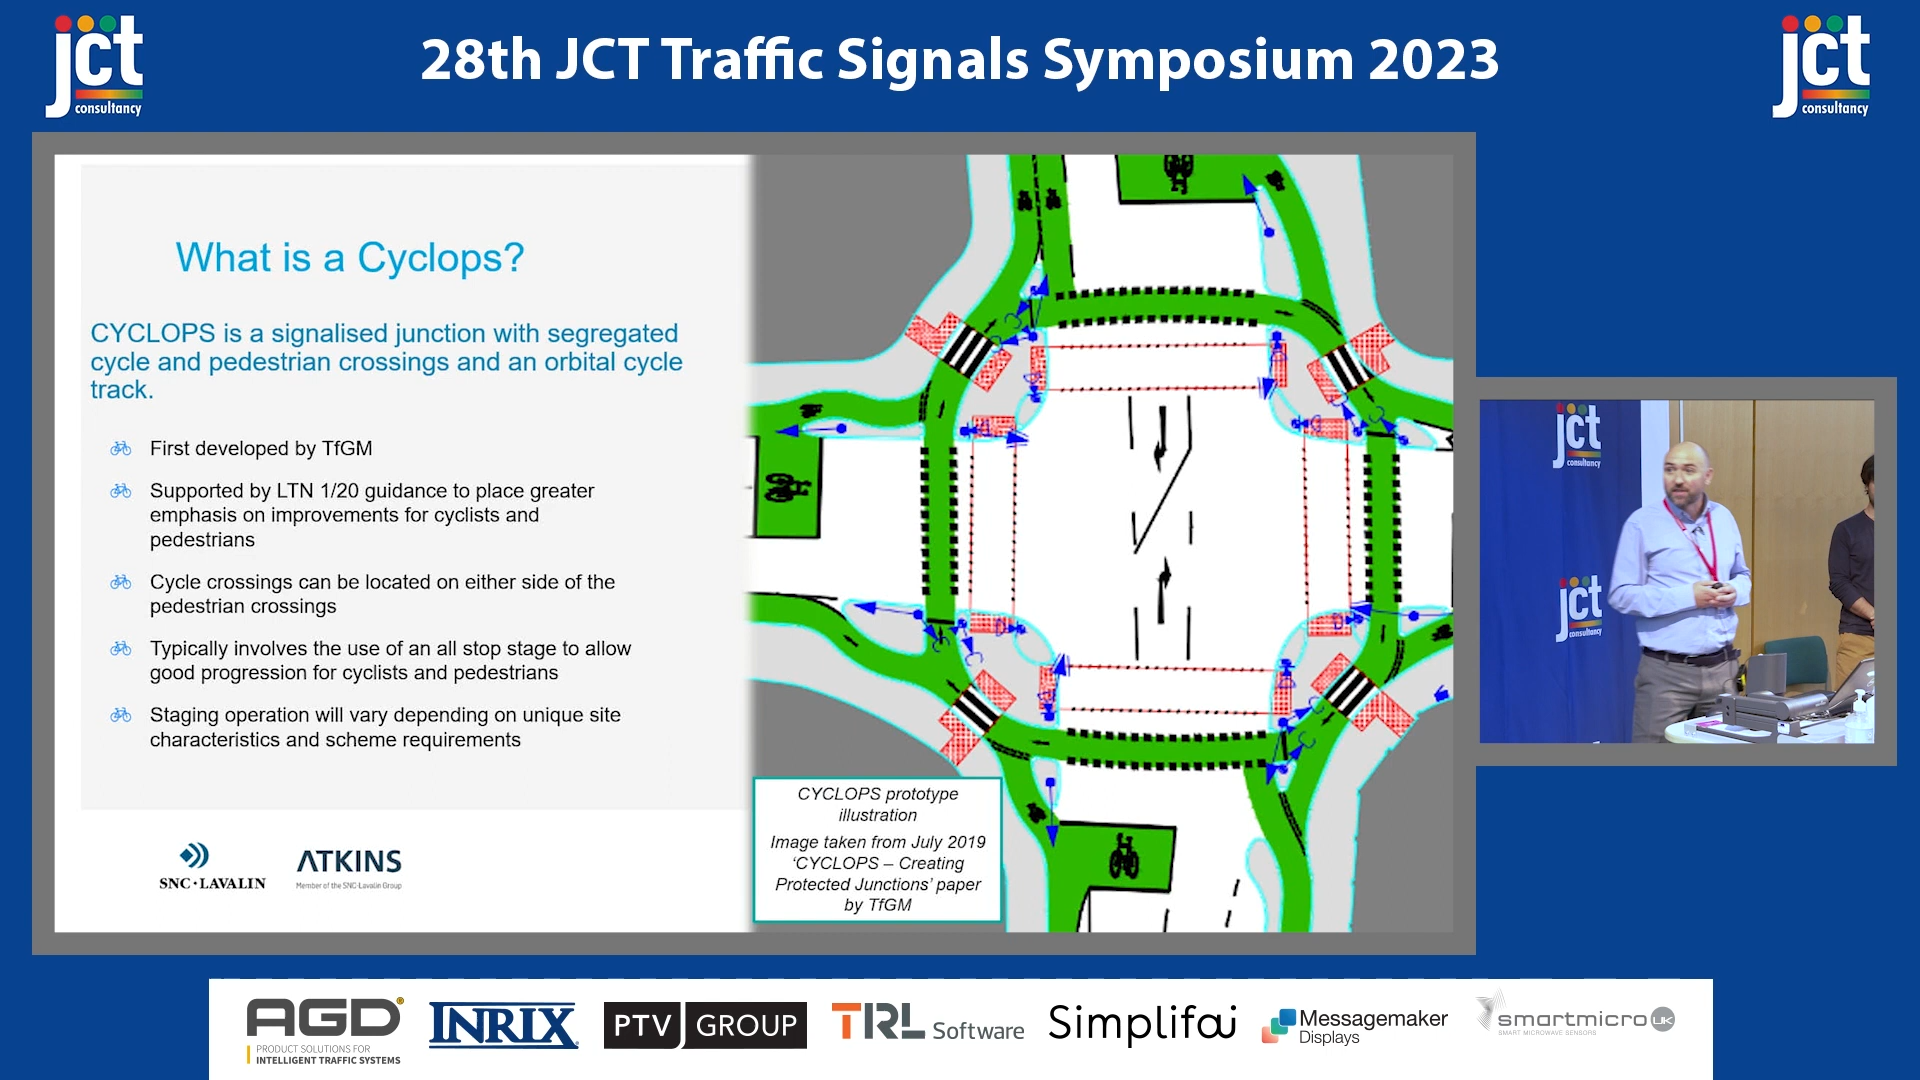 jct
consultancy
28th JCT Traffic Signals Symposium 2023
jct
consultancy
What is a Cyclops?
CYCLOPS is a signalised junction with segregated
cycle and pedestrian crossings and an orbital cycle
track.
First developed by TfGM
Supported by LTN 1/20 guidance to place greater
emphasis on improvements for cyclists and
pedestrians
Cycle crossings can be located on either side of the
pedestrian crossings
Typically involves the use of an all stop stage to allow
good progression for cyclists and pedestrians
Staging operation will vary depending on unique site
characteristics and scheme requirements
SNC·LAVALIN
ATKINS
Member of the SNC-Lavalin Group
CYCLOPS prototype
illustration
Image taken from July 2019
‘CYCLOPS – Creating
Protected Junctions’ paper
by TfGM
jct
consultancy
jct
consultancy
AGD
PRODUCT SOLUTIONS FOR
INTELLIGENT TRAFFIC SYSTEMS
INRIX
PTV GROUP
TRL Software
Simplifai
Messagemaker
Displays
smartmicro UK
SMART MICROWAVE SENSORS